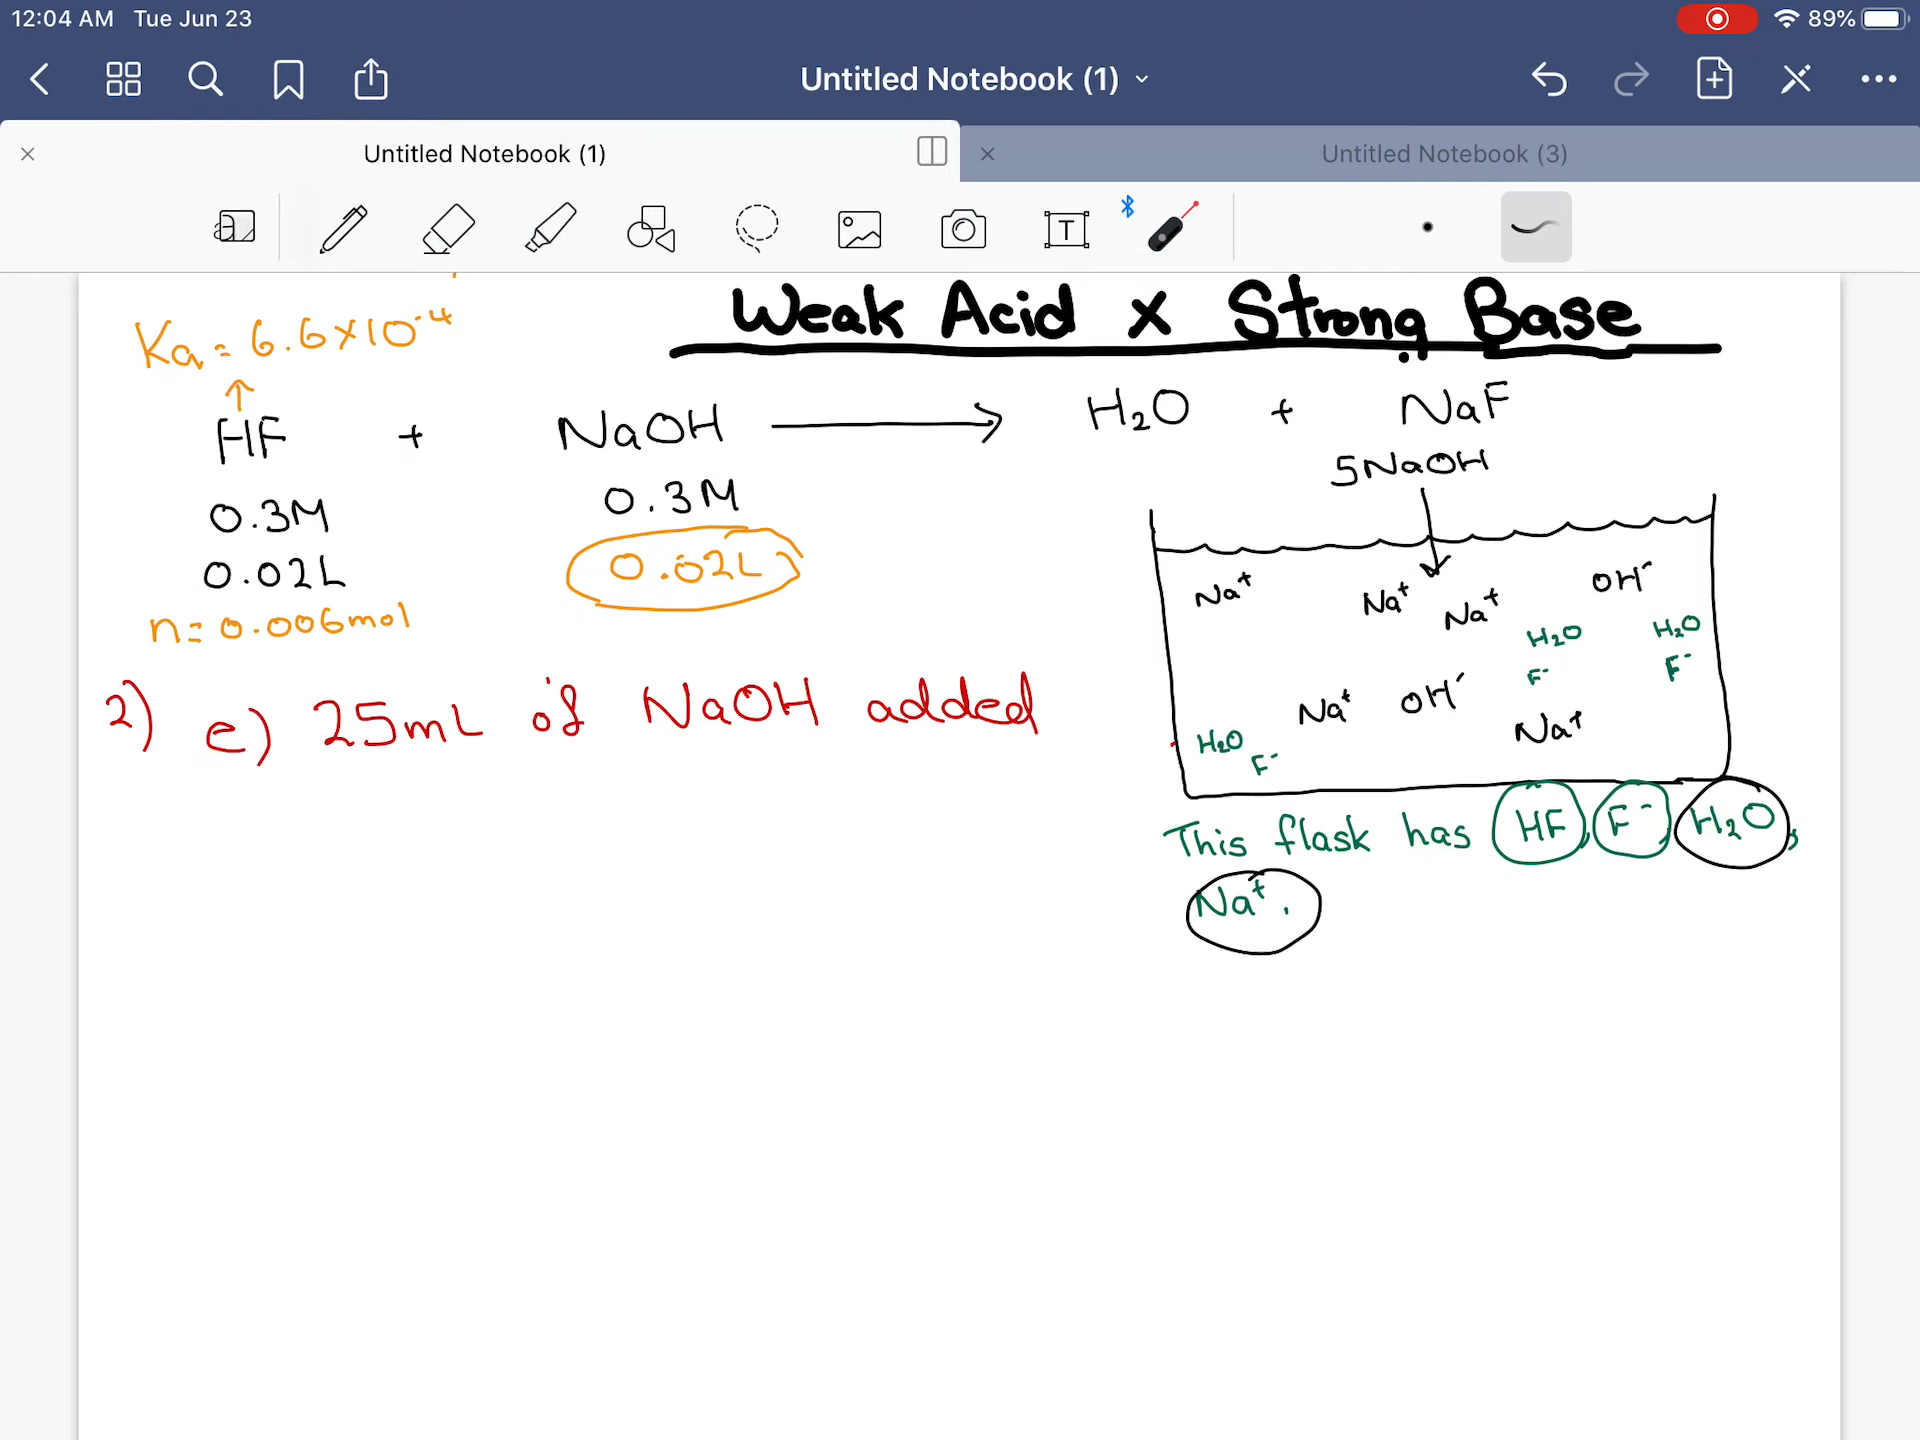 12:04 AM Tue Jun 23
89%
Untitled Notebook (1)
Untitled Notebook (1)
Untitled Notebook (3)
Weak Acid x Strong Base
Ka = 6.6×10⁻⁴
↑
HF + NaOH → H₂O + NaF
0.3M 0.3M
0.02L 0.02L
n = 0.006mol
5NaOH
Na⁺ Na⁺ Na⁺ OH⁻
H₂O H₂O
F⁻ F⁻
Na⁺ OH⁻ Na⁺
H₂O F⁻
2) e) 25mL of NaOH added
This flask has HF, F⁻, H₂O,
Na⁺.